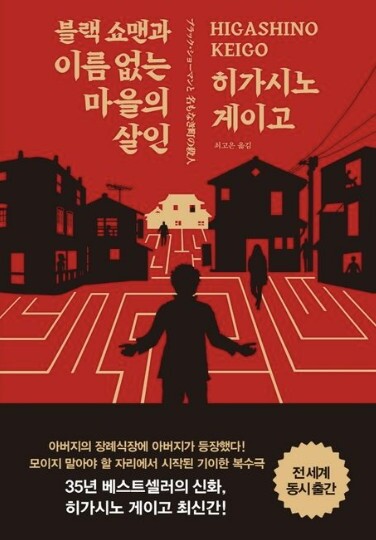 블랙 쇼맨과
이름 없는
마을의
살인
ブラック・ショーマンと 名もなき町の殺人
HIGASHINO
KEIGO
히가시노
게이고
최고은 옮김
아버지의 장례식장에 아버지가 등장했다!
모이지 말아야 할 자리에서 시작된 기이한 복수극
35년 베스트셀러의 신화,
히가시노 게이고 최신간!
전 세계
동시 출간